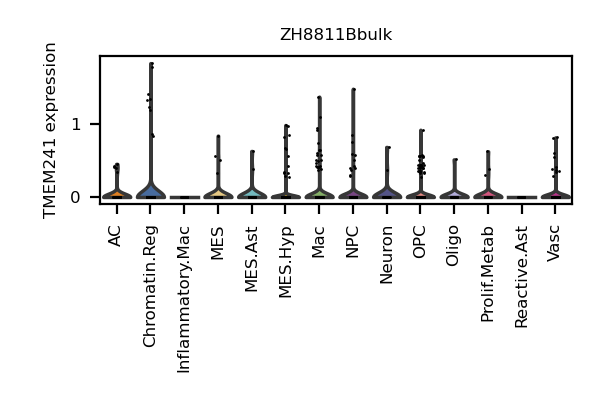 ZH8811Bbulk
TMEM241 expression
1
0
AC
Chromatin.Reg
Inflammatory.Mac
MES
MES.Ast
MES.Hyp
Mac
NPC
Neuron
OPC
Oligo
Prolif.Metab
Reactive.Ast
Vasc